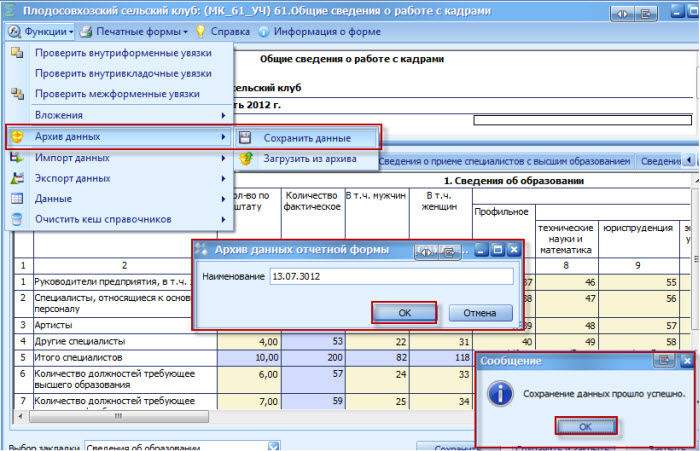 Плодосовхозский сельский клуб: (МК_61_УЧ) 61.Общие сведения о работе с кадрами
Функции Печатные формы Справка Информация о форме
Проверить внутриформенные увязки
Проверить внутривкладочные увязки
Проверить межформенные увязки
Вложения
Архив данных
Импорт данных
Экспорт данных
Данные
Очистить кеш справочников
Сохранить данные
Загрузить из архива
Общие сведения о работе с кадрами
сельский клуб
ть 2012 г.
Сведения о приеме специалистов с высшим образованием Сведени
1. Сведения об образовании
л-во по штату Количество фактическое В т.ч. мужчин В т.ч. женщин Профильное
технические науки и математика юриспруденция
1 2 8 9
1 Руководители предприятия, в т.ч. 37 46 55
2 Специалисты, относящиеся к основ персоналу 38 47 56
3 Артисты 39 48 57
4 Другие специалисты 4,00 53 22 31 40 49 58
5 Итого специалистов 10,00 200 82 118
6 Количество должностей требующее высшего образования 6,00 57 24 33
7 Количество должностей требующее 7,00 59 25 34
Архив данных отчетной формы
Наименование 13.07.3012
OK Отмена
Сообщение
Сохранение данных прошло успешно.
OK
Выбор закладки Сведения об образовании Сохранить Сохранить и закрыть Закрыть